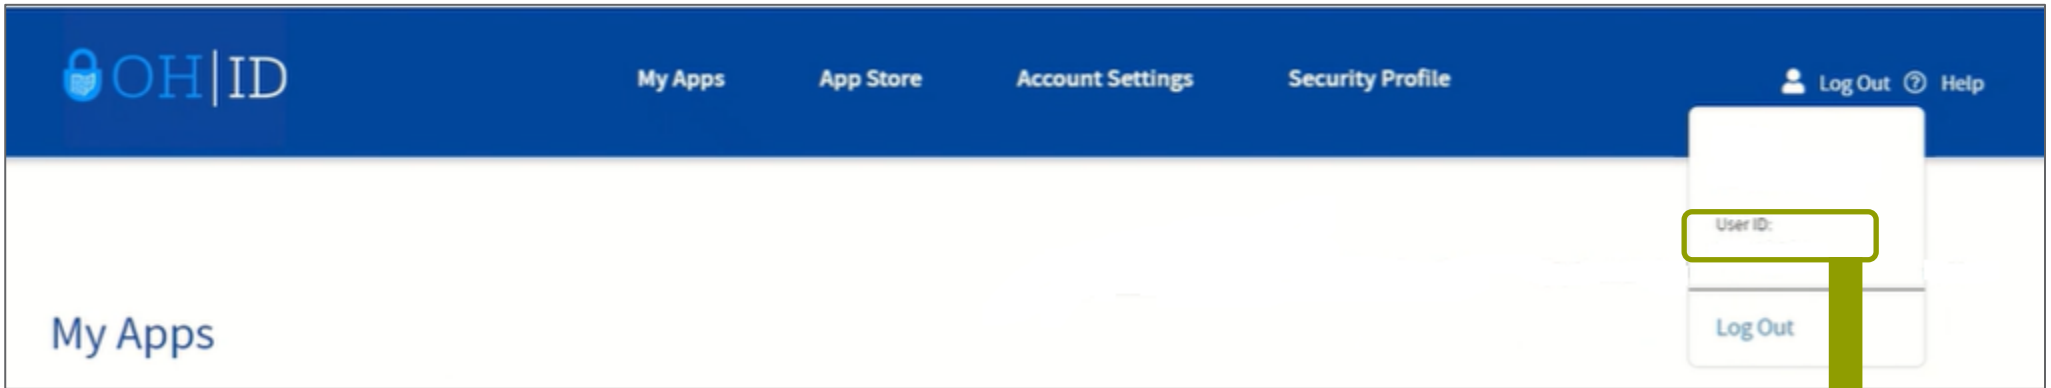 OH|ID
My Apps App Store Account Settings Security Profile Log Out Help
User ID:
Log Out
My Apps